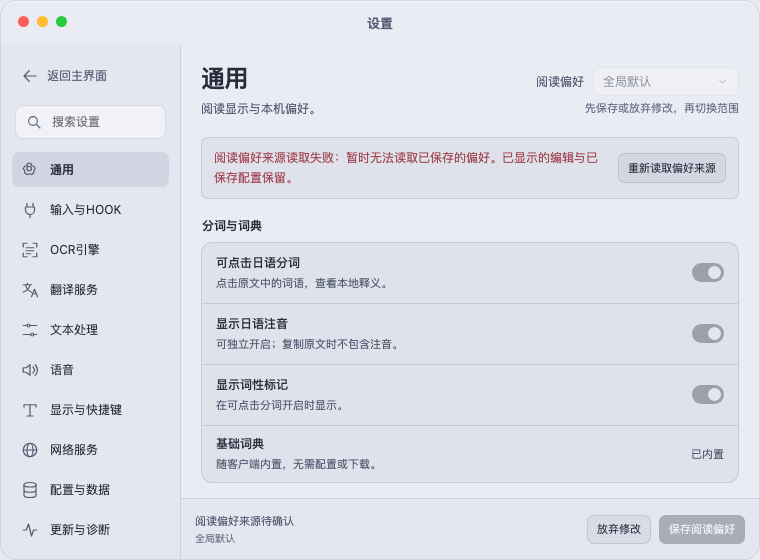 设置
返回主界面
搜索设置
通用
输入与HOOK
OCR引擎
翻译服务
文本处理
语音
显示与快捷键
网络服务
配置与数据
更新与诊断
通用
阅读显示与本机偏好。
阅读偏好
全局默认
先保存或放弃修改，再切换范围
阅读偏好来源读取失败：暂时无法读取已保存的偏好。已显示的编辑与已
保存配置保留。
重新读取偏好来源
分词与词典
可点击日语分词
点击原文中的词语，查看本地释义。
显示日语注音
可独立开启；复制原文时不包含注音。
显示词性标记
在可点击分词开启时显示。
基础词典
随客户端内置，无需配置或下载。
已内置
阅读偏好来源待确认
全局默认
放弃修改
保存阅读偏好